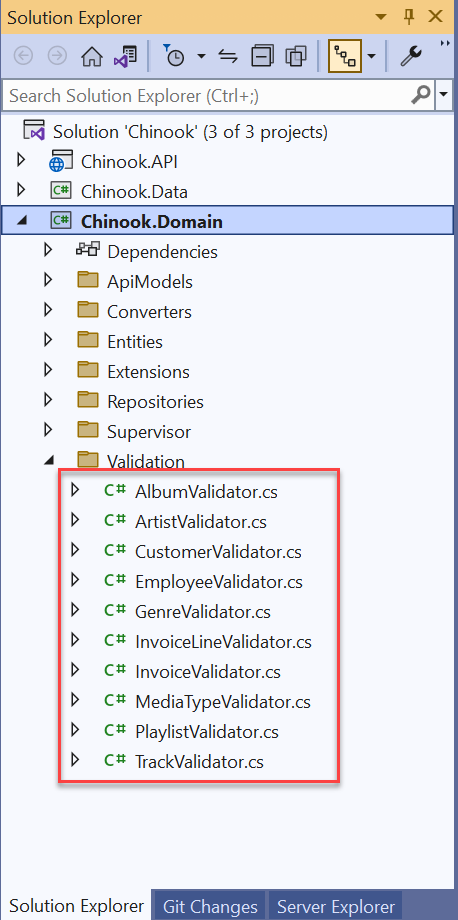 Solution Explorer
Search Solution Explorer (Ctrl+;)
Solution 'Chinook' (3 of 3 projects)
Chinook.API
C# Chinook.Data
C# Chinook.Domain
Dependencies
ApiModels
Converters
Entities
Extensions
Repositories
Supervisor
Validation
C# AlbumValidator.cs
C# ArtistValidator.cs
C# CustomerValidator.cs
C# EmployeeValidator.cs
C# GenreValidator.cs
C# InvoiceLineValidator.cs
C# InvoiceValidator.cs
C# MediaTypeValidator.cs
C# PlaylistValidator.cs
C# TrackValidator.cs
Solution Explorer Git Changes Server Explorer